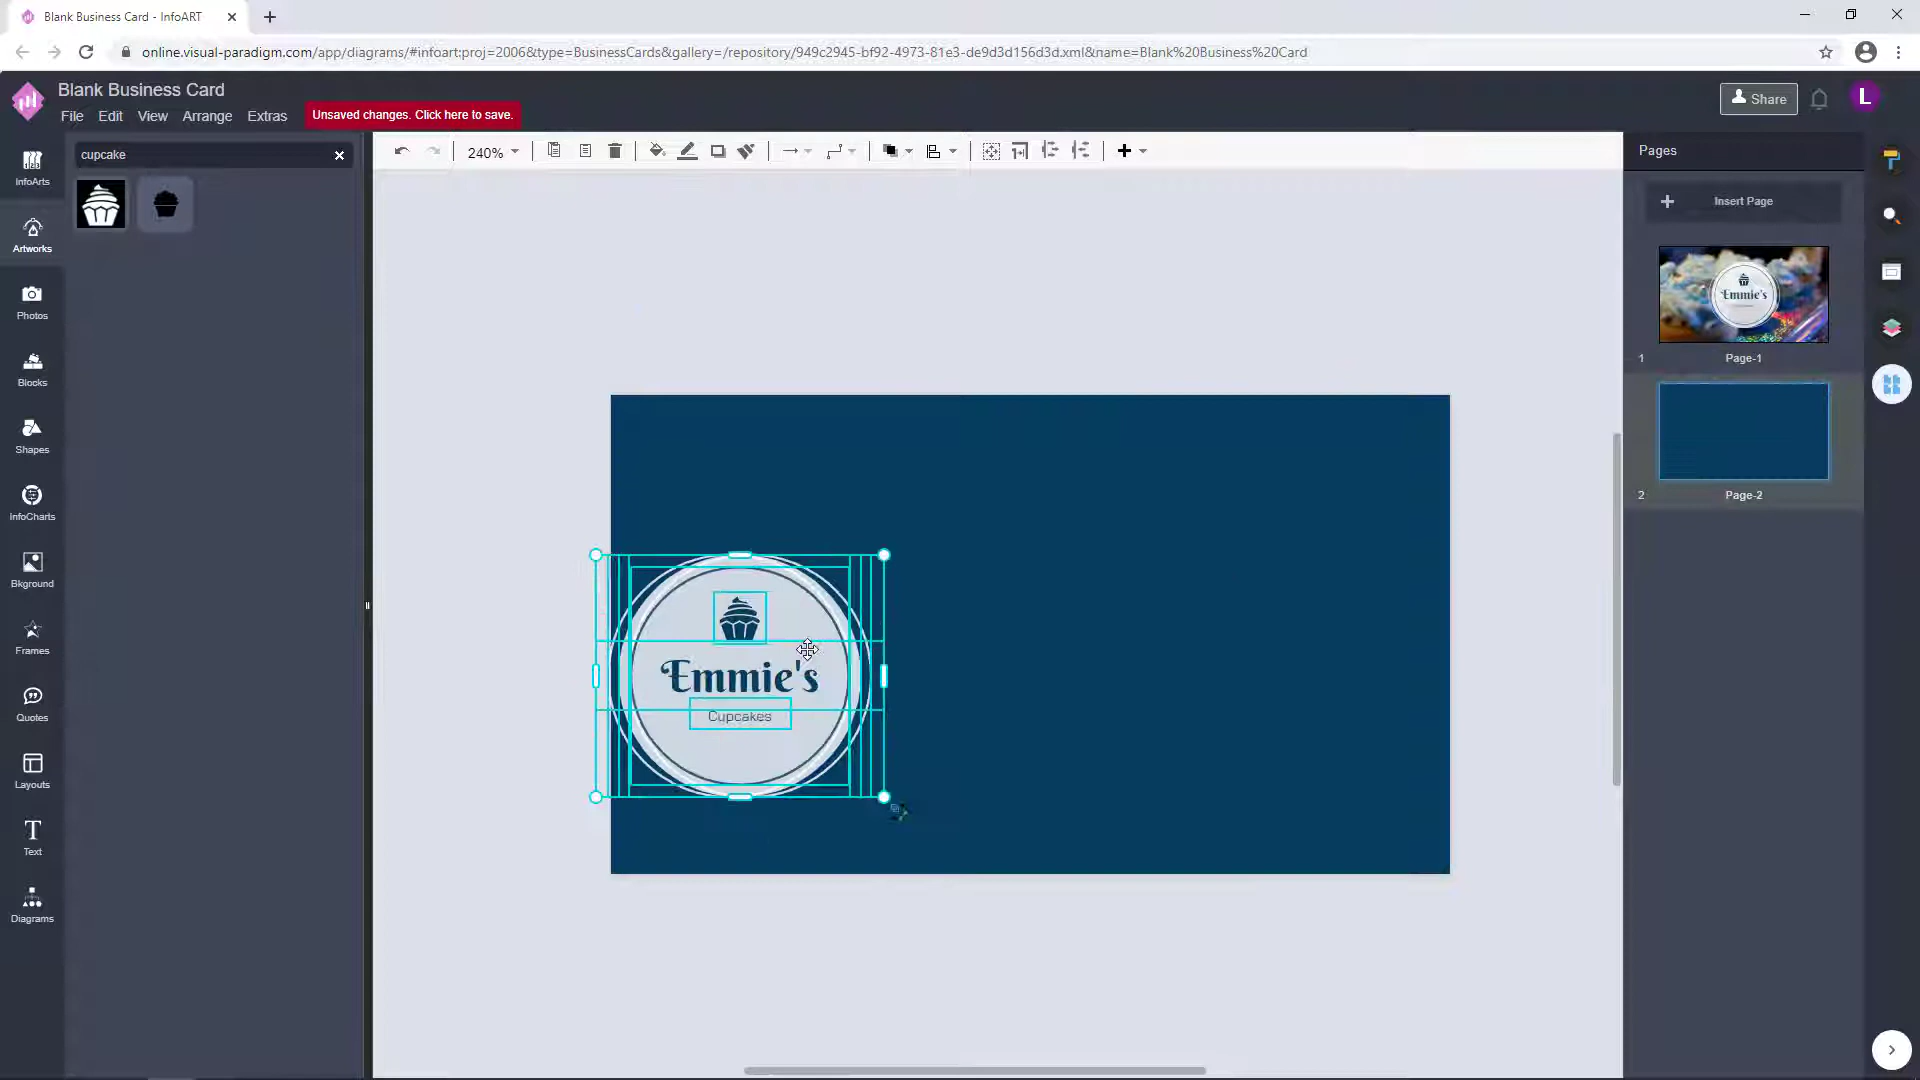 Blank Business Card - InfoART
online.visual-paradigm.com/app/diagrams/#infoart:proj=2006&type=BusinessCards&gallery=/repository/949c2945-bf92-4973-81e3-de9d3d156d3d.xml&name=Blank%20Business%20Card
Blank Business Card
File Edit View Arrange Extras
Unsaved changes. Click here to save.
Share
L
cupcake
240%
Pages
InfoArts
Artworks
Photos
Blocks
Shapes
InfoCharts
Bkground
Frames
Quotes
Layouts
Text
Diagrams
Emmie's
Cupcakes
Insert Page
Emmie's
1 Page-1
2 Page-2